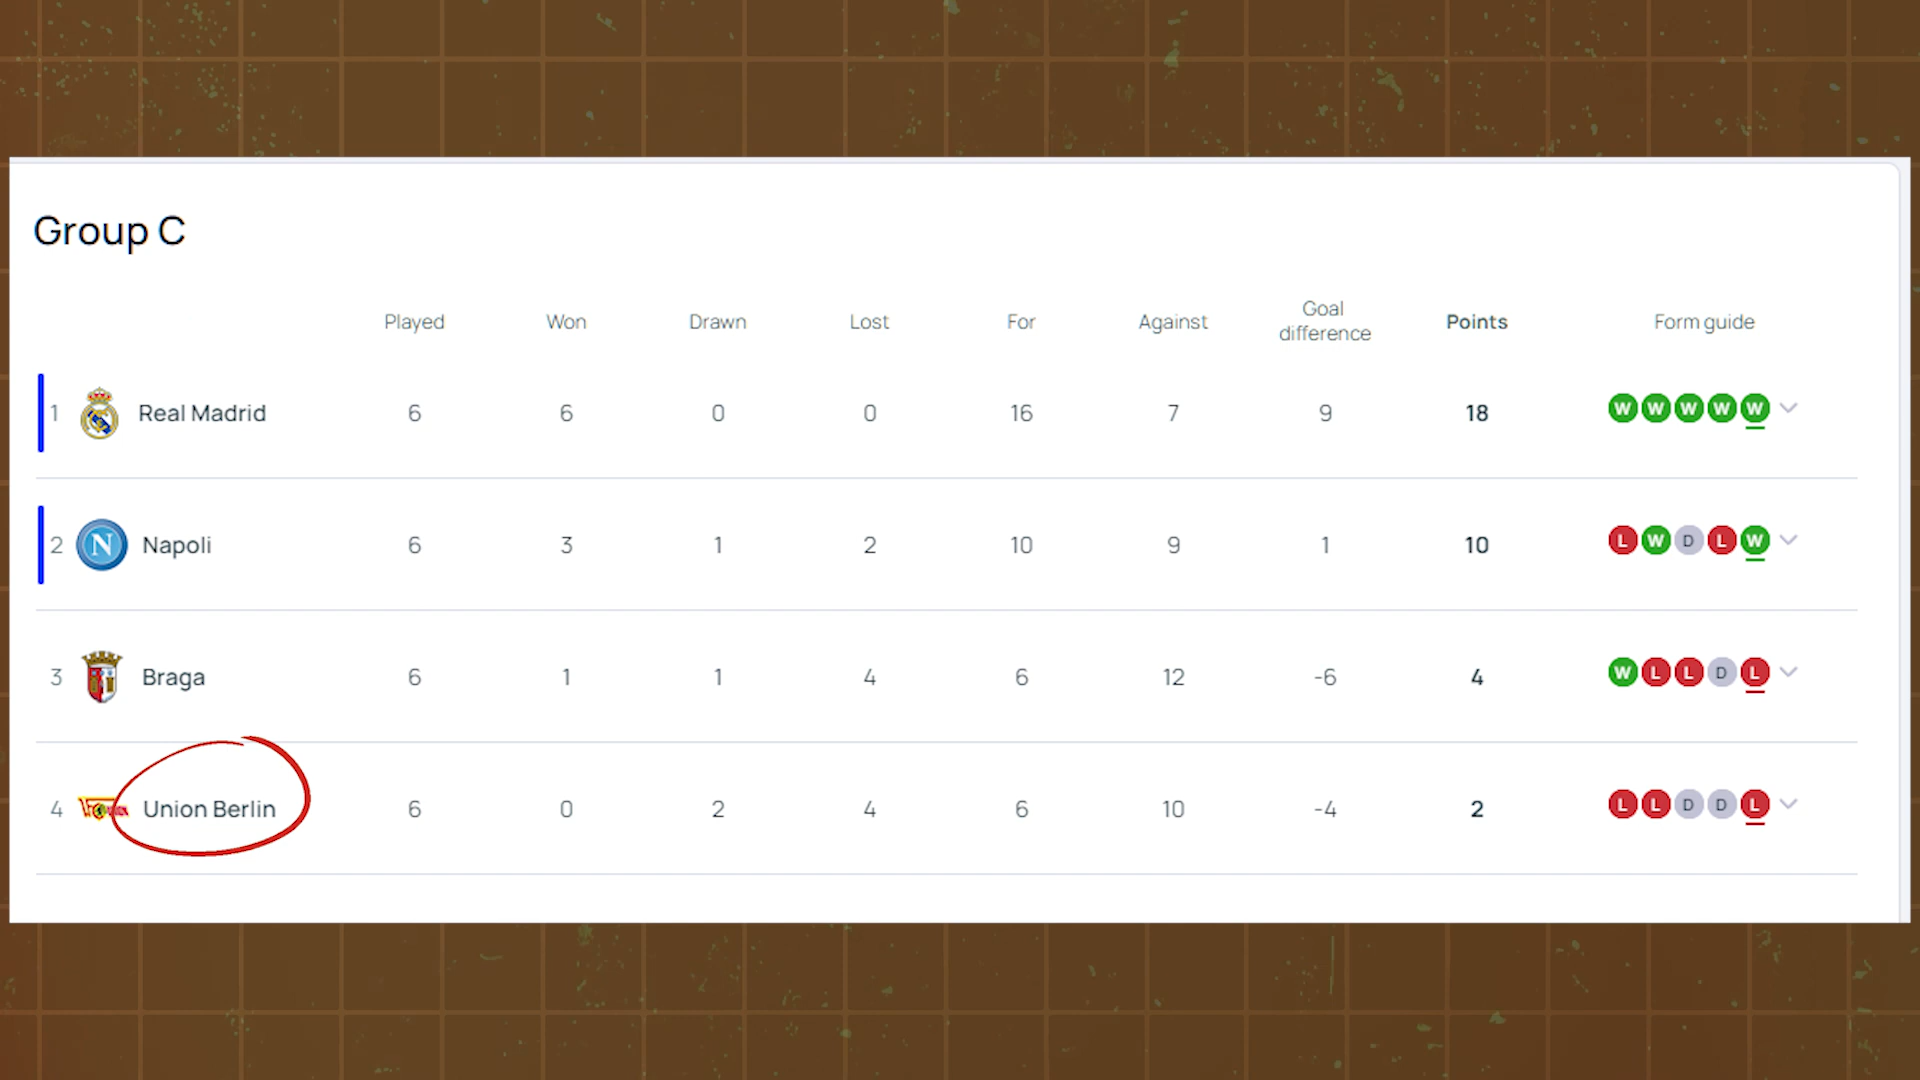 Group C
Played Won Drawn Lost For Against Goal difference Points Form guide
1 Real Madrid 6 6 0 0 16 7 9 18 W W W W W
2 N Napoli 6 3 1 2 10 9 1 10 L W D L W
3 Braga 6 1 1 4 6 12 -6 4 W L L D L
4 Union Berlin 6 0 2 4 6 10 -4 2 L L D D L